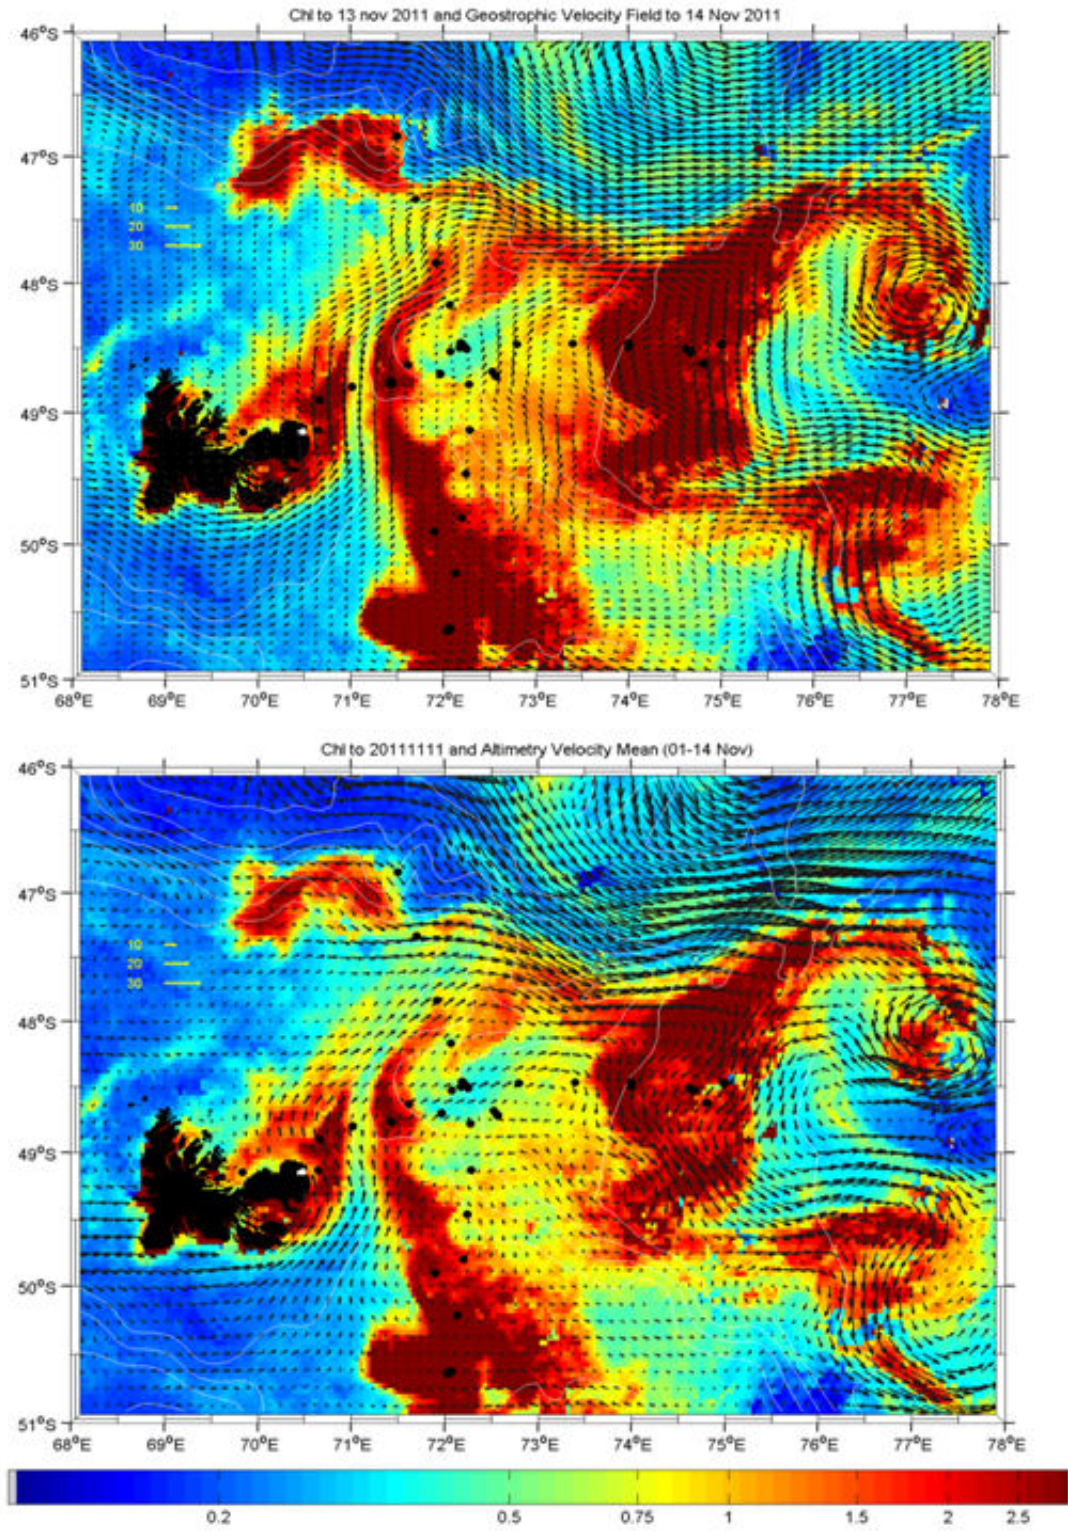 Chl to 13 nov 2011 and Geostrophic Velocity Field to 14 Nov 2011
46°S
47°S
10
20
30
48°S
49°S
50°S
51°S
68°E 69°E 70°E 71°E 72°E 73°E 74°E 75°E 76°E 77°E 78°E
Chl to 20111111 and Altimetry Velocity Mean (01-14 Nov)
46°S
47°S
10
20
30
48°S
49°S
50°S
51°S
68°E 69°E 70°E 71°E 72°E 73°E 74°E 75°E 76°E 77°E 78°E
0.2 0.5 0.75 1 1.5 2 2.5